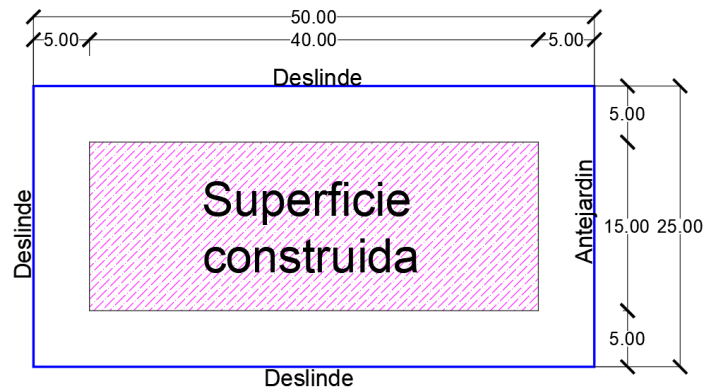 50.00
5.00
40.00
5.00
Deslinde
5.00
Superficie
construida
Deslinde
Antejardin
15.00
25.00
5.00
Deslinde